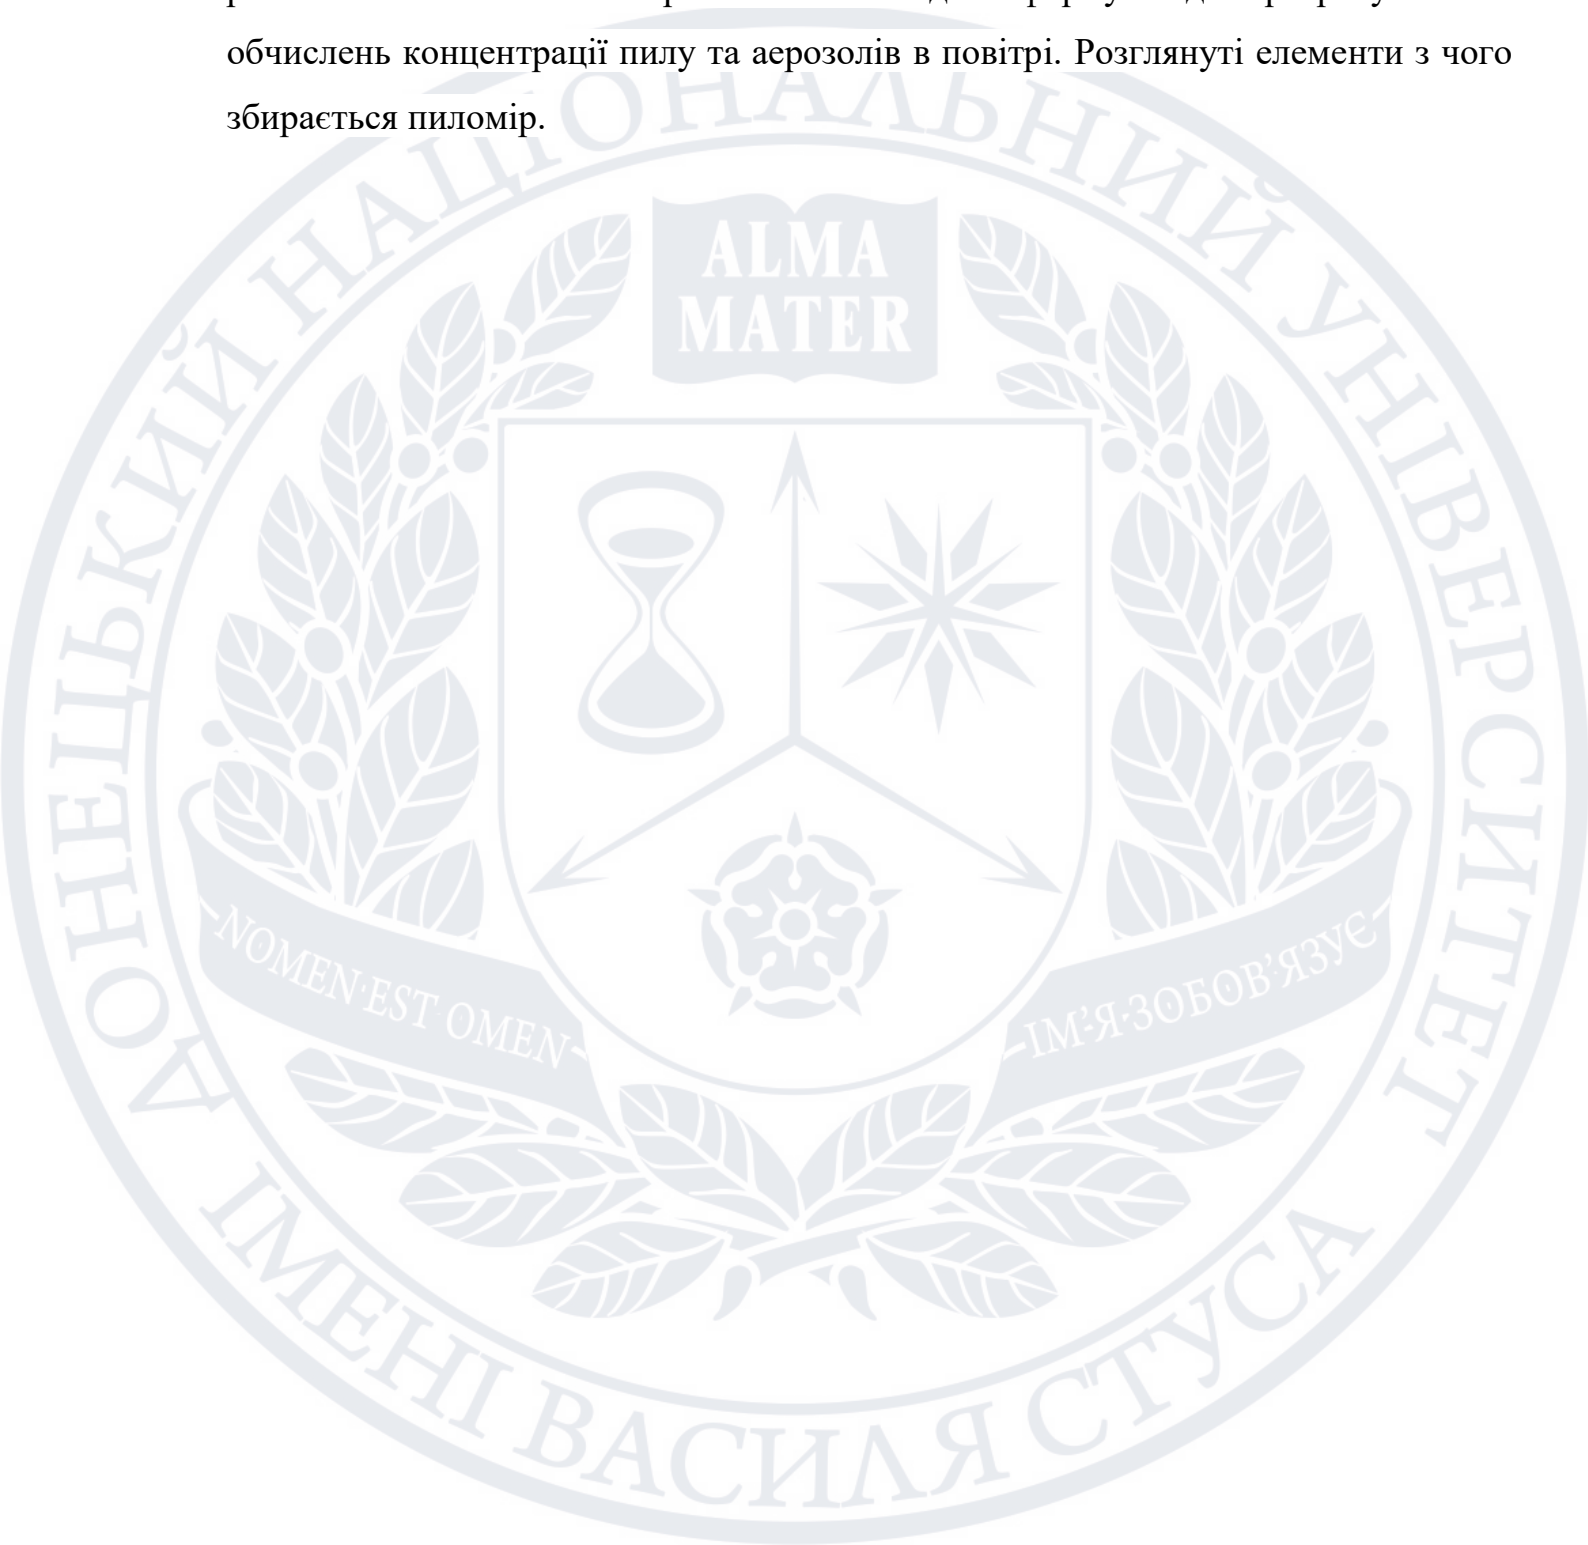 обчислень концентрації пилу та аерозолів в повітрі. Розглянуті елементи з чого
збирається пиломір.
ДОНЕЦЬКИЙ НАЦІОНАЛЬНИЙ УНІВЕРСИТЕТ
ALMA
MATER
NOMEN·EST·OMEN
ІМ’Я·ЗОБОВ’ЯЗУЄ
ІМЕНІ ВАСИЛЯ СТУСА